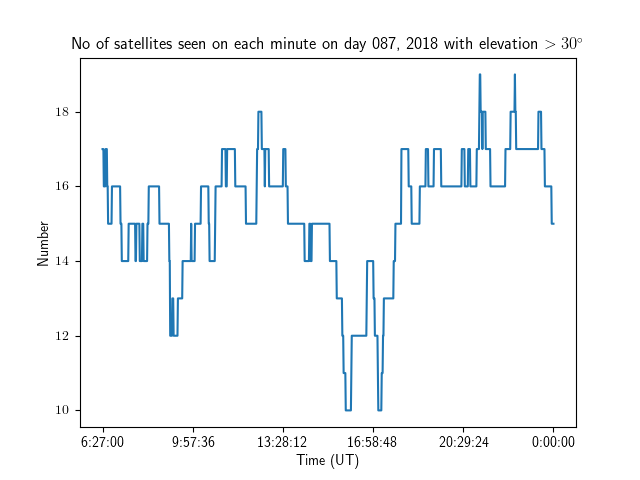 No of satellites seen on each minute on day 087, 2018 with elevation > 30°
18
16
14
12
10
Number
6:27:00 9:57:36 13:28:12 16:58:48 20:29:24 0:00:00
Time (UT)